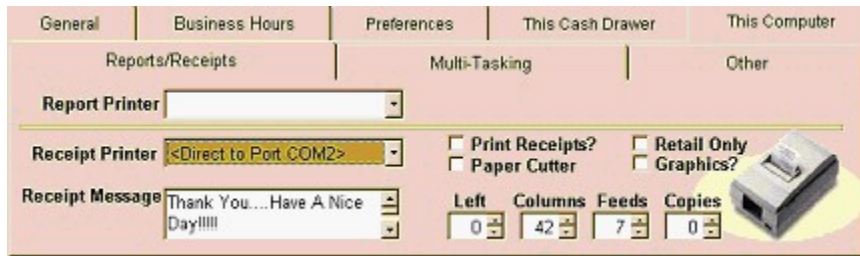 General Business Hours Preferences This Cash Drawer This Computer
Reports/Receipts Multi-Tasking Other
Report Printer
Receipt Printer <Direct to Port COM2> Print Receipts? Retail Only
Paper Cutter Graphics?
Receipt Message Thank You....Have A Nice
Day!!!!!
Left Columns Feeds Copies
0 42 7 0